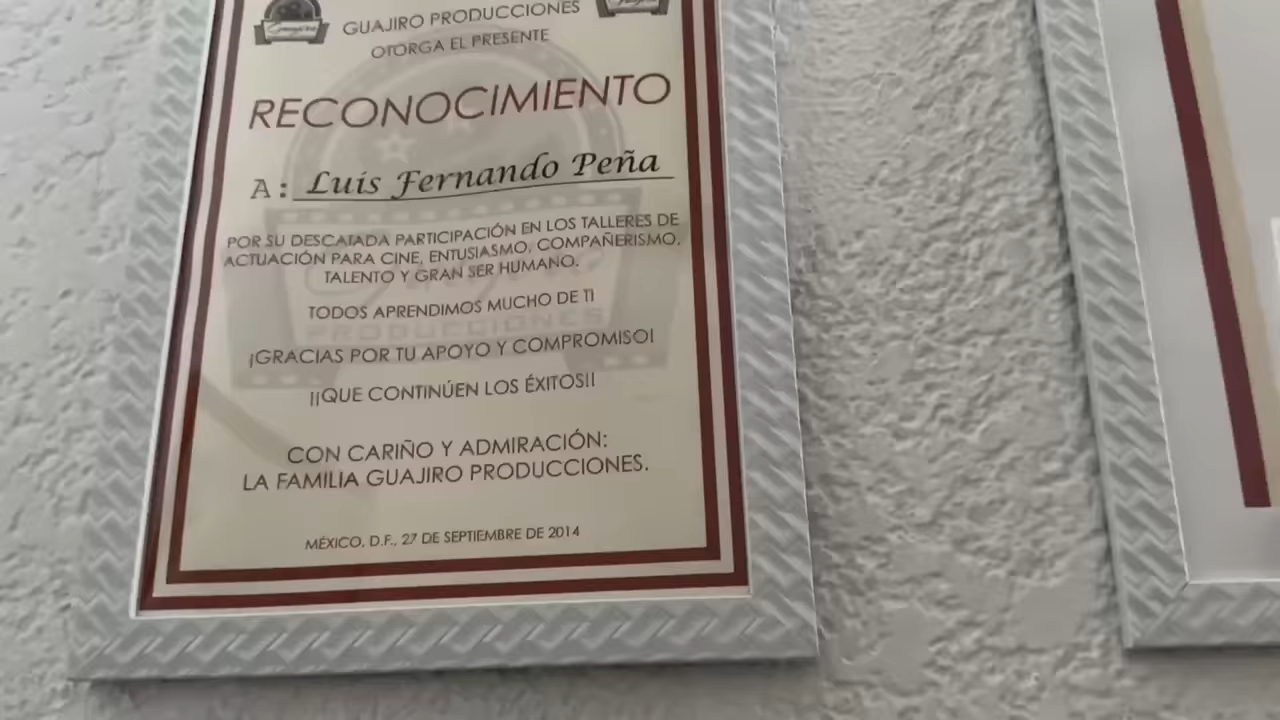 GUAJIRO PRODUCCIONES
OTORGA EL PRESENTE
RECONOCIMIENTO
A: Luis Fernando Peña
POR SU DESCATADA PARTICIPACIÓN EN LOS TALLERES DE
ACTUACIÓN PARA CINE, ENTUSIASMO, COMPAÑERISMO,
TALENTO Y GRAN SER HUMANO.
TODOS APRENDIMOS MUCHO DE TI
PRODUCCIONES
¡GRACIAS POR TU APOYO Y COMPROMISO!
¡¡QUE CONTINÚEN LOS ÉXITOS!!
CON CARIÑO Y ADMIRACIÓN:
LA FAMILIA GUAJIRO PRODUCCIONES.
MÉXICO, D.F., 27 DE SEPTIEMBRE DE 2014